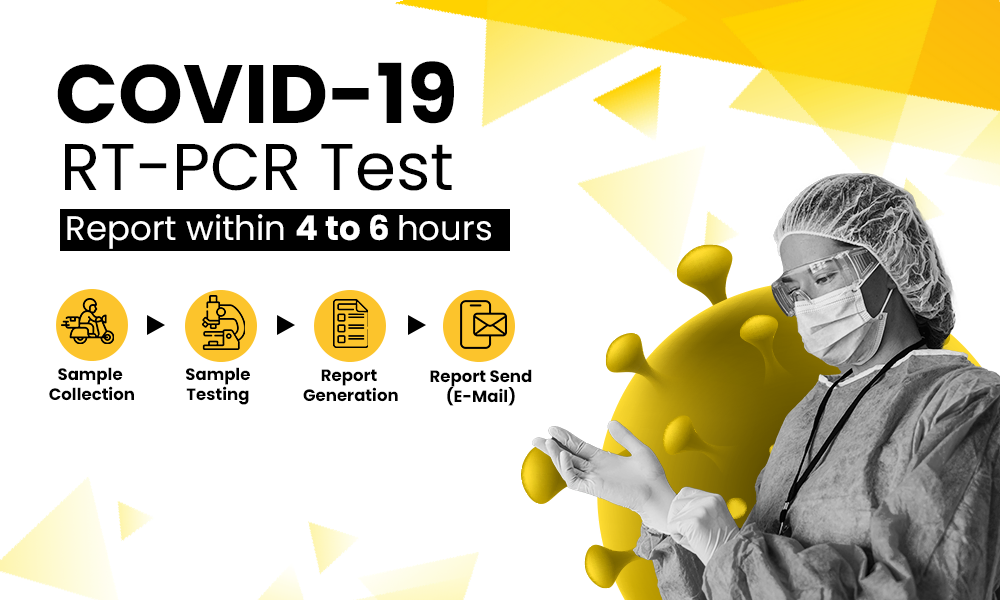 COVID-19
RT-PCR Test
Report within 4 to 6 hours
Sample
Collection
Sample
Testing
Report
Generation
Report Send
(E-Mail)